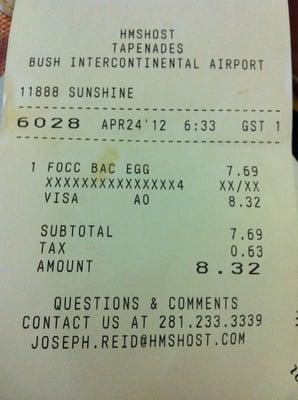 HMSHOST
TAPENADES
BUSH INTERCONTINENTAL AIRPORT
11888 SUNSHINE
6028 APR24'12 6:33 GST 1
1 FOCC BAC EGG 7.69
XXXXXXXXXXXXXXX4 XX/XX
VISA AO 8.32
SUBTOTAL 7.69
TAX 0.63
AMOUNT 8.32
QUESTIONS & COMMENTS
CONTACT US AT 281.233.3339
JOSEPH.REID@HMSHOST.COM